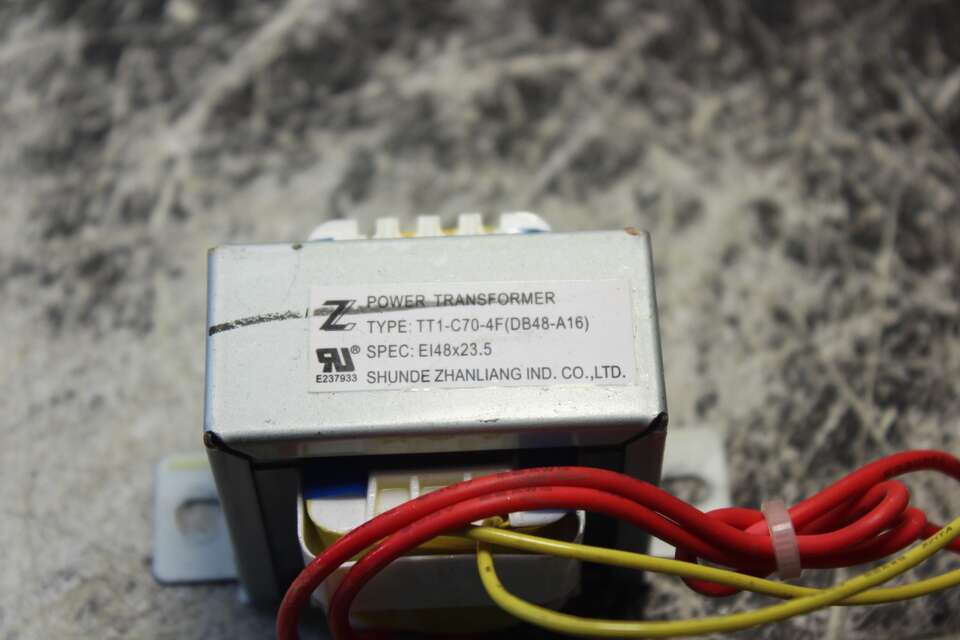 POWER TRANSFORMER
TYPE: TT1-C70-4F(DB48-A16)
SPEC: EI48x23.5
E237933
SHUNDE ZHANLIANG IND. CO.,LTD.